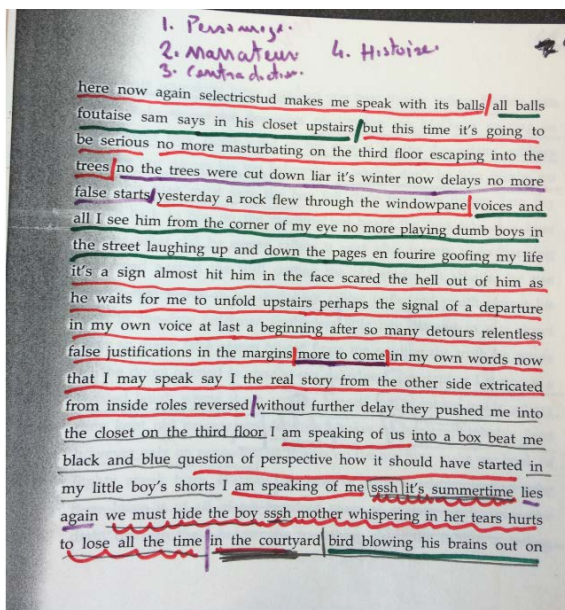 1. Personnage.
2. Narrateur 4. Histoire
3. Contradiction.
here now again selectricstud makes me speak with its balls all balls
foutaise sam says in his closet upstairs but this time it's going to
be serious no more masturbating on the third floor escaping into the
trees no the trees were cut down liar it's winter now delays no more
false starts yesterday a rock flew through the windowpane voices and
all I see him from the corner of my eye no more playing dumb boys in
the street laughing up and down the pages en fourire goofing my life
it's a sign almost hit him in the face scared the hell out of him as
he waits for me to unfold upstairs perhaps the signal of a departure
in my own voice at last a beginning after so many detours relentless
false justifications in the margins more to come in my own words now
that I may speak say I the real story from the other side extricated
from inside roles reversed without further delay they pushed me into
the closet on the third floor I am speaking of us into a box beat me
black and blue question of perspective how it should have started in
my little boy's shorts I am speaking of me sssh it's summertime lies
again we must hide the boy sssh mother whispering in her tears hurts
to lose all the time in the courtyard bird blowing his brains out on